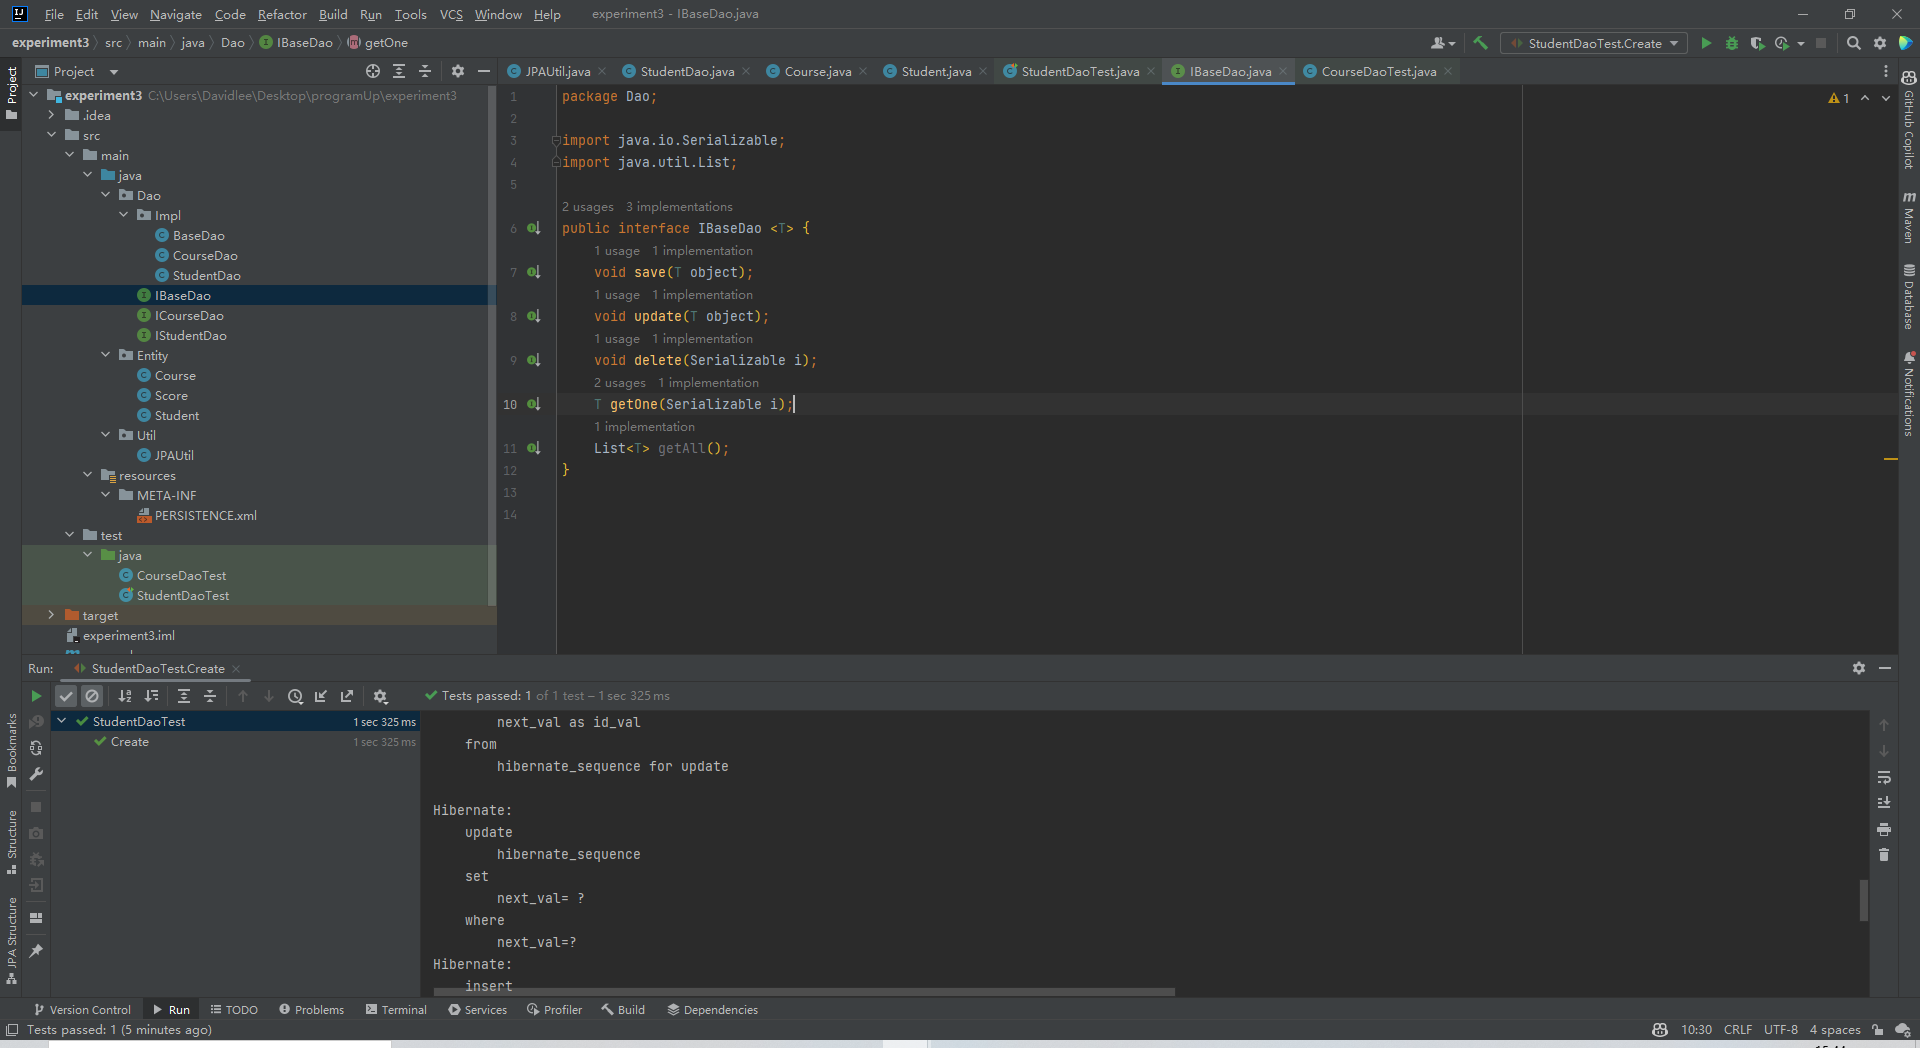 File Edit View Navigate Code Refactor Build Run Tools VCS Window Help experiment3 - IBaseDao.java
experiment3 src main java Dao IBaseDao getOne StudentDaoTest.Create
Project JPAUtil.java StudentDao.java Course.java Student.java StudentDaoTest.java IBaseDao.java CourseDaoTest.java
experiment3 C:\Users\Davidlee\Desktop\programUp\experiment3
.idea
src
main
java
Dao
Impl
BaseDao
CourseDao
StudentDao
IBaseDao
ICourseDao
IStudentDao
Entity
Course
Score
Student
Util
JPAUtil
resources
META-INF
PERSISTENCE.xml
test
java
CourseDaoTest
StudentDaoTest
target
experiment3.iml
1 package Dao;
2
3 import java.io.Serializable;
4 import java.util.List;
5
2 usages 3 implementations
6 public interface IBaseDao <T> {
1 usage 1 implementation
7 void save(T object);
1 usage 1 implementation
8 void update(T object);
1 usage 1 implementation
9 void delete(Serializable i);
2 usages 1 implementation
10 T getOne(Serializable i);
1 implementation
11 List<T> getAll();
12 }
13
14
1
Project
Bookmarks
Structure
JPA Structure
GitHub Copilot
Maven
Database
Notifications
Run: StudentDaoTest.Create
Tests passed: 1 of 1 test – 1 sec 325 ms
StudentDaoTest 1 sec 325 ms
Create 1 sec 325 ms
next_val as id_val
from
hibernate_sequence for update
Hibernate:
update
hibernate_sequence
set
next_val= ?
where
next_val=?
Hibernate:
insert
Version Control Run TODO Problems Terminal Services Profiler Build Dependencies
Tests passed: 1 (5 minutes ago) 10:30 CRLF UTF-8 4 spaces